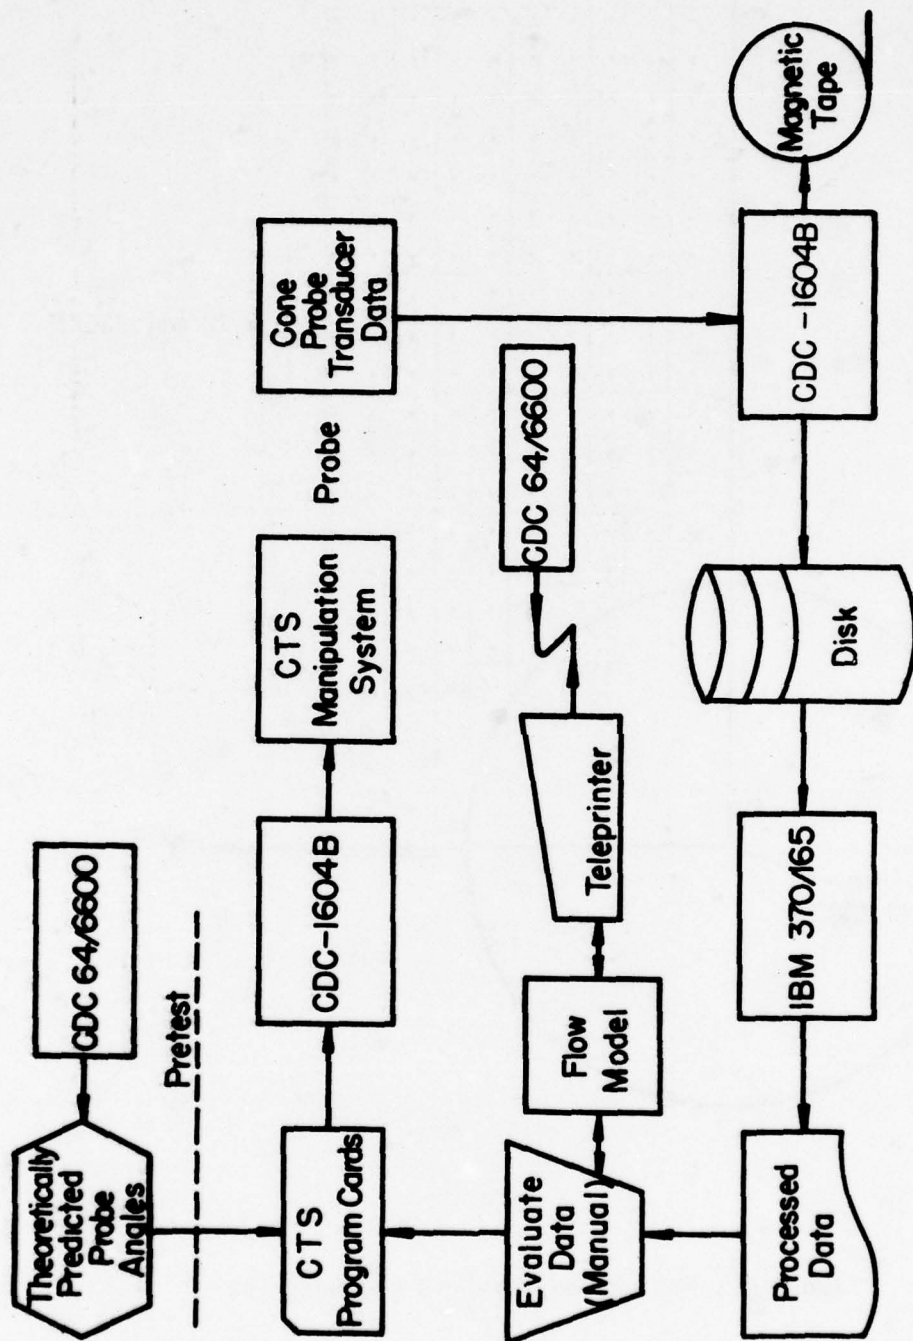 Theoretically
Predicted
Probe
Angles
CDC 64/6600
Pretest
CTS
Program Cards
CDC-1604B
CTS
Manipulation
System
Probe
Cone
Probe
Transducer
Data
Evaluate
Data
(Manual)
Flow
Model
Teleprinter
CDC 64/6600
Processed
Data
IBM 370/165
Disk
CDC -1604B
Magnetic
Tape